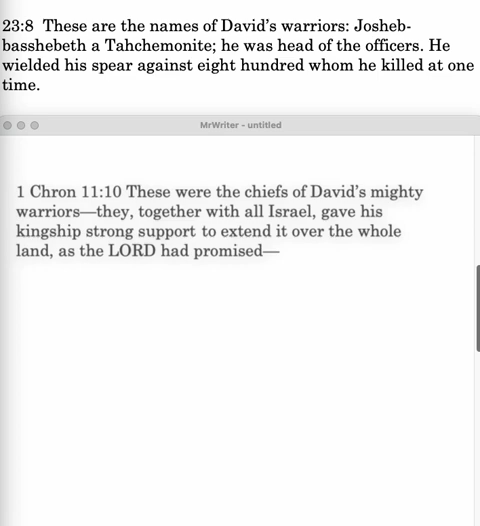 23:8  These are the names of David’s warriors: Josheb-
basshebeth a Tahchemonite; he was head of the officers. He
wielded his spear against eight hundred whom he killed at one
time.
MrWriter - untitled
1 Chron 11:10 These were the chiefs of David’s mighty
warriors—they, together with all Israel, gave his
kingship strong support to extend it over the whole
land, as the LORD had promised—